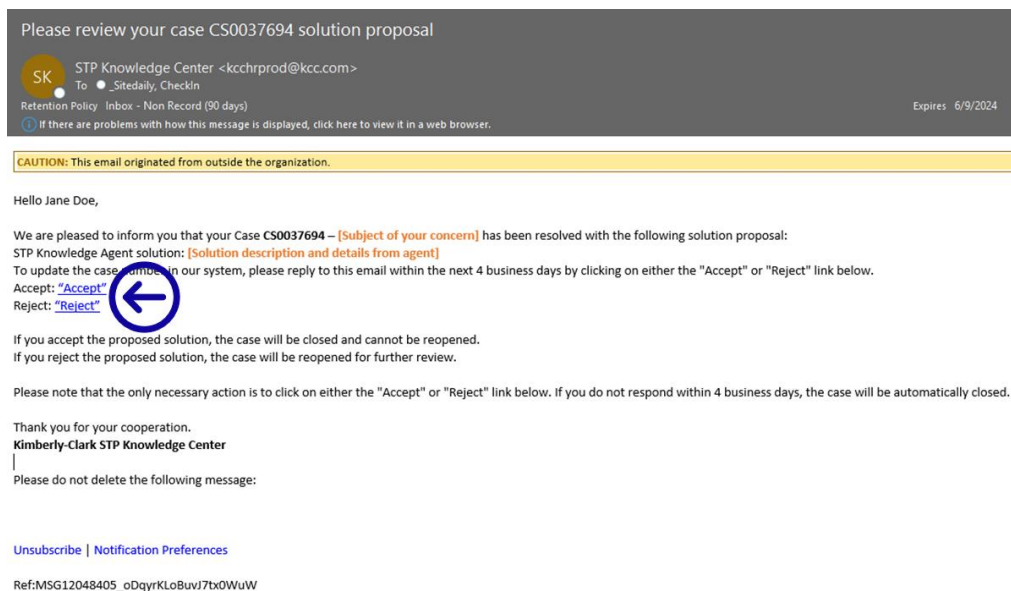 Please review your case CS0037694 solution proposal
SK
STP Knowledge Center <kcchrprod@kcc.com>
To _Sitedaily, CheckIn
Retention Policy Inbox - Non Record (90 days)
Expires 6/9/2024
If there are problems with how this message is displayed, click here to view it in a web browser.
CAUTION: This email originated from outside the organization.
Hello Jane Doe,
We are pleased to inform you that your Case CS0037694 – [Subject of your concern] has been resolved with the following solution proposal:
STP Knowledge Agent solution: [Solution description and details from agent]
To update the case number in our system, please reply to this email within the next 4 business days by clicking on either the "Accept" or "Reject" link below.
Accept: “Accept”
Reject: “Reject”
If you accept the proposed solution, the case will be closed and cannot be reopened.
If you reject the proposed solution, the case will be reopened for further review.
Please note that the only necessary action is to click on either the "Accept" or "Reject" link below. If you do not respond within 4 business days, the case will be automatically closed.
Thank you for your cooperation.
Kimberly-Clark STP Knowledge Center
Please do not delete the following message:
Unsubscribe | Notification Preferences
Ref:MSG12048405_oDqyrKLoBuvJ7tx0WuW